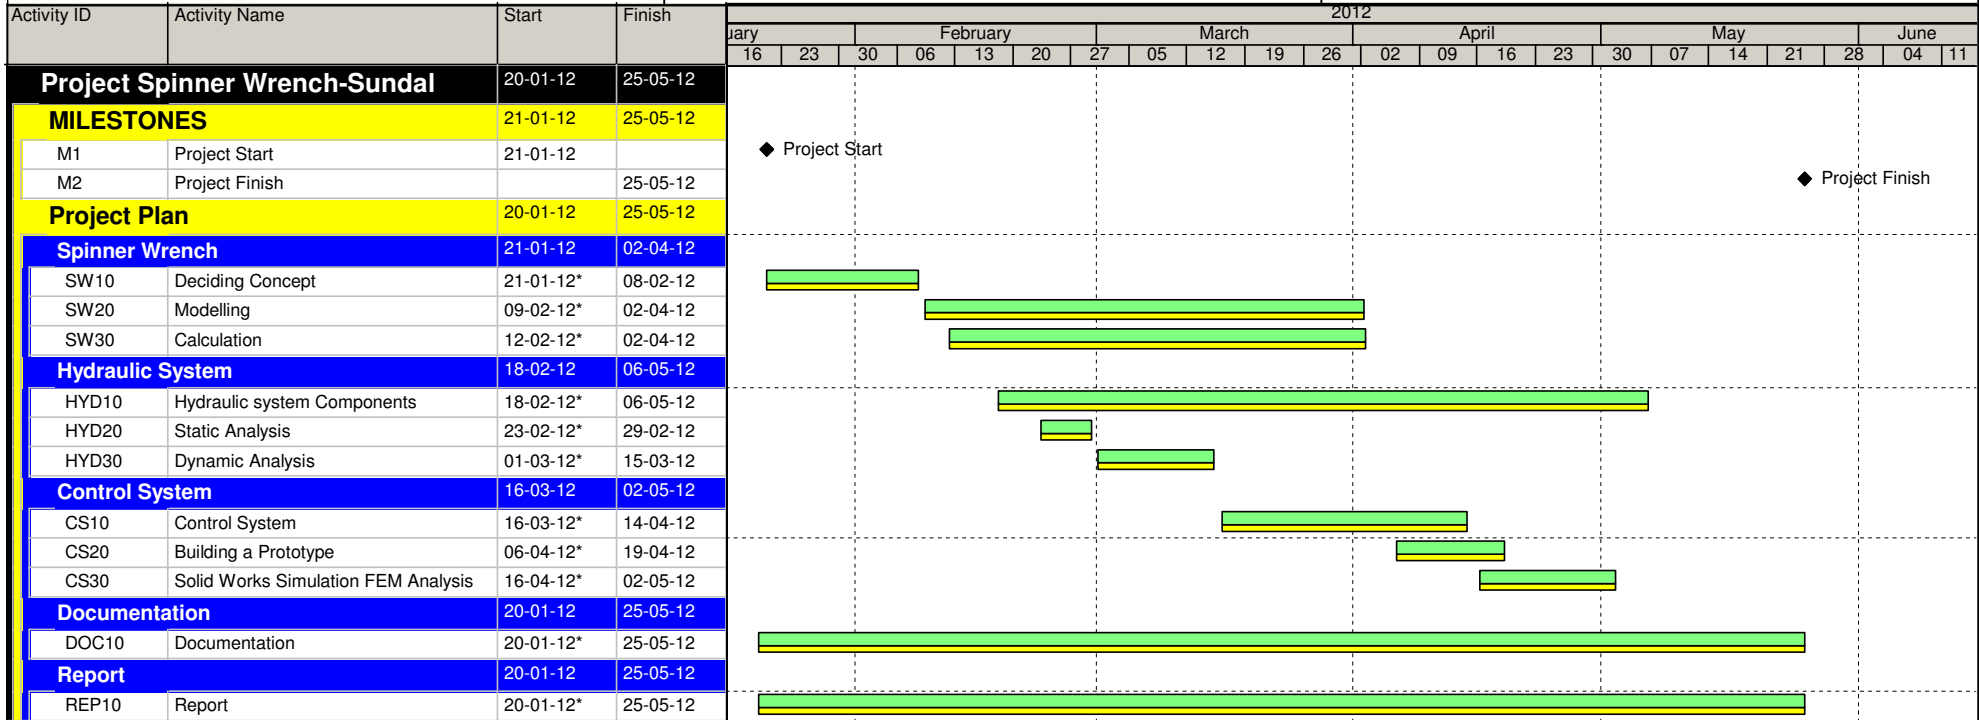 Activity ID Activity Name Start Finish 2012
uary February March April May June
16 23 30 06 13 20 27 05 12 19 26 02 09 16 23 30 07 14 21 28 04 11
Project Spinner Wrench-Sundal 20-01-12 25-05-12
MILESTONES 21-01-12 25-05-12
M1 Project Start 21-01-12 Project Start
M2 Project Finish 25-05-12 Project Finish
Project Plan 20-01-12 25-05-12
Spinner Wrench 21-01-12 02-04-12
SW10 Deciding Concept 21-01-12* 08-02-12
SW20 Modelling 09-02-12* 02-04-12
SW30 Calculation 12-02-12* 02-04-12
Hydraulic System 18-02-12 06-05-12
HYD10 Hydraulic system Components 18-02-12* 06-05-12
HYD20 Static Analysis 23-02-12* 29-02-12
HYD30 Dynamic Analysis 01-03-12* 15-03-12
Control System 16-03-12 02-05-12
CS10 Control System 16-03-12* 14-04-12
CS20 Building a Prototype 06-04-12* 19-04-12
CS30 Solid Works Simulation FEM Analysis 16-04-12* 02-05-12
Documentation 20-01-12 25-05-12
DOC10 Documentation 20-01-12* 25-05-12
Report 20-01-12 25-05-12
REP10 Report 20-01-12* 25-05-12